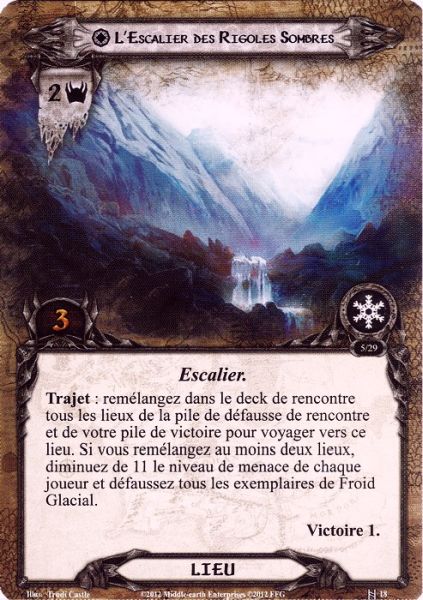 L'Escalier des Rigoles Sombres
2
3
5/29
Escalier.
Trajet : remélangez dans le deck de rencontre
tous les lieux de la pile de défausse de rencontre
et de votre pile de victoire pour voyager vers ce
lieu. Si vous remélangez au moins deux lieux,
diminuez de 11 le niveau de menace de chaque
joueur et défaussez tous les exemplaires de Froid
Glacial.
Victoire 1.
LIEU
Illus. Trudi Castle ©2012 Middle-earth Enterprises ©2012 FFG 18